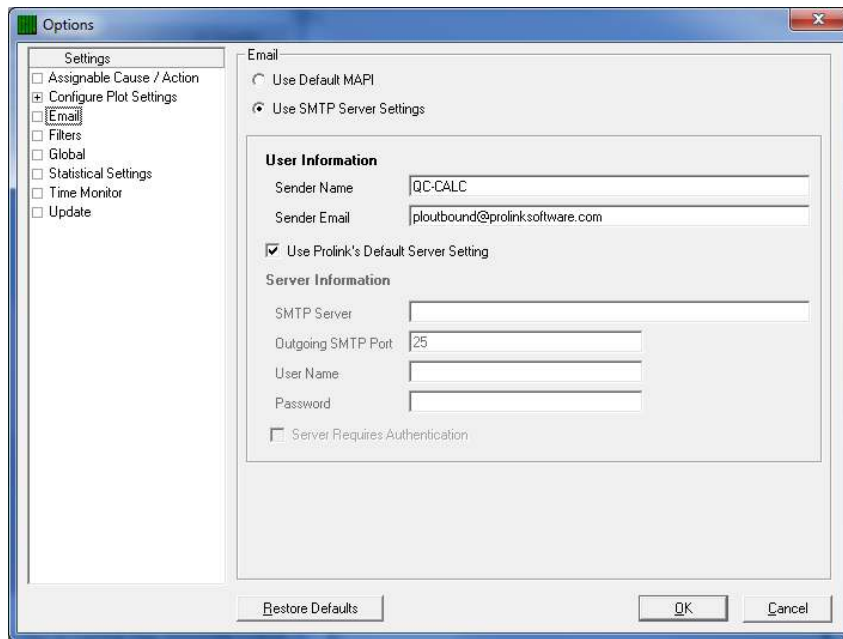 Options
Settings
Assignable Cause / Action
Configure Plot Settings
Email
Filters
Global
Statistical Settings
Time Monitor
Update
Email
Use Default MAPI
Use SMTP Server Settings
User Information
Sender Name QC-CALC
Sender Email ploutbound@prolinksoftware.com
Use Prolink's Default Server Setting
Server Information
SMTP Server
Outgoing SMTP Port 25
User Name
Password
Server Requires Authentication
Restore Defaults OK Cancel